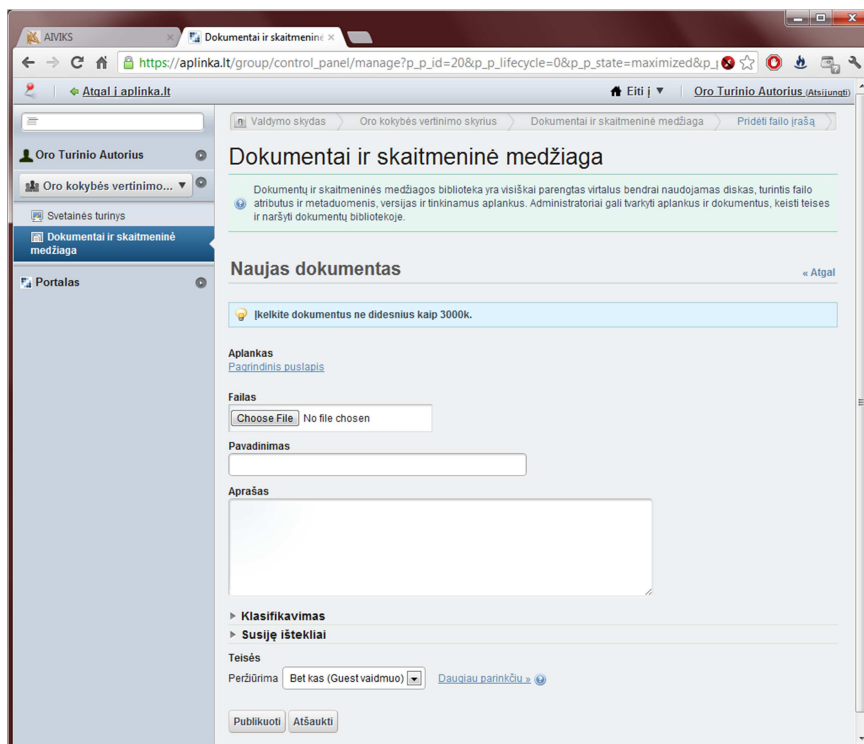 AIVIKS
Dokumentai ir skaitmeninė
https://aplinka.lt/group/control_panel/manage?p_p_id=20&p_p_lifecycle=0&p_p_state=maximized&p_
Atgal į aplinka.lt
Eiti į ▼
Oro Turinio Autorius (Atsijungti)
Valdymo skydas
Oro kokybės vertinimo skyrius
Dokumentai ir skaitmeninė medžiaga
Pridėti failo įrašą
Oro Turinio Autorius
Oro kokybės vertinimo... ▼
Svetainės turinys
Dokumentai ir skaitmeninė
medžiaga
Portalas
Dokumentai ir skaitmeninė medžiaga
Dokumentų ir skaitmeninės medžiagos biblioteka yra visiškai parengtas virtualus bendrai naudojamas diskas, turintis failo
atributus ir metaduomenis, versijas ir tinkinamus aplankus. Administratoriai gali tvarkyti aplankus ir dokumentus, keisti teises
ir naršyti dokumentų bibliotekoje.
Naujas dokumentas
« Atgal
Įkelkite dokumentus ne didesnius kaip 3000k.
Aplankas
Pagrindinis puslapis
Failas
Choose File No file chosen
Pavadinimas
Aprašas
Klasifikavimas
Susiję ištekliai
Teisės
Peržiūrima Bet kas (Guest vaidmuo) Daugiau parinkčių »
Publikuoti Atšaukti